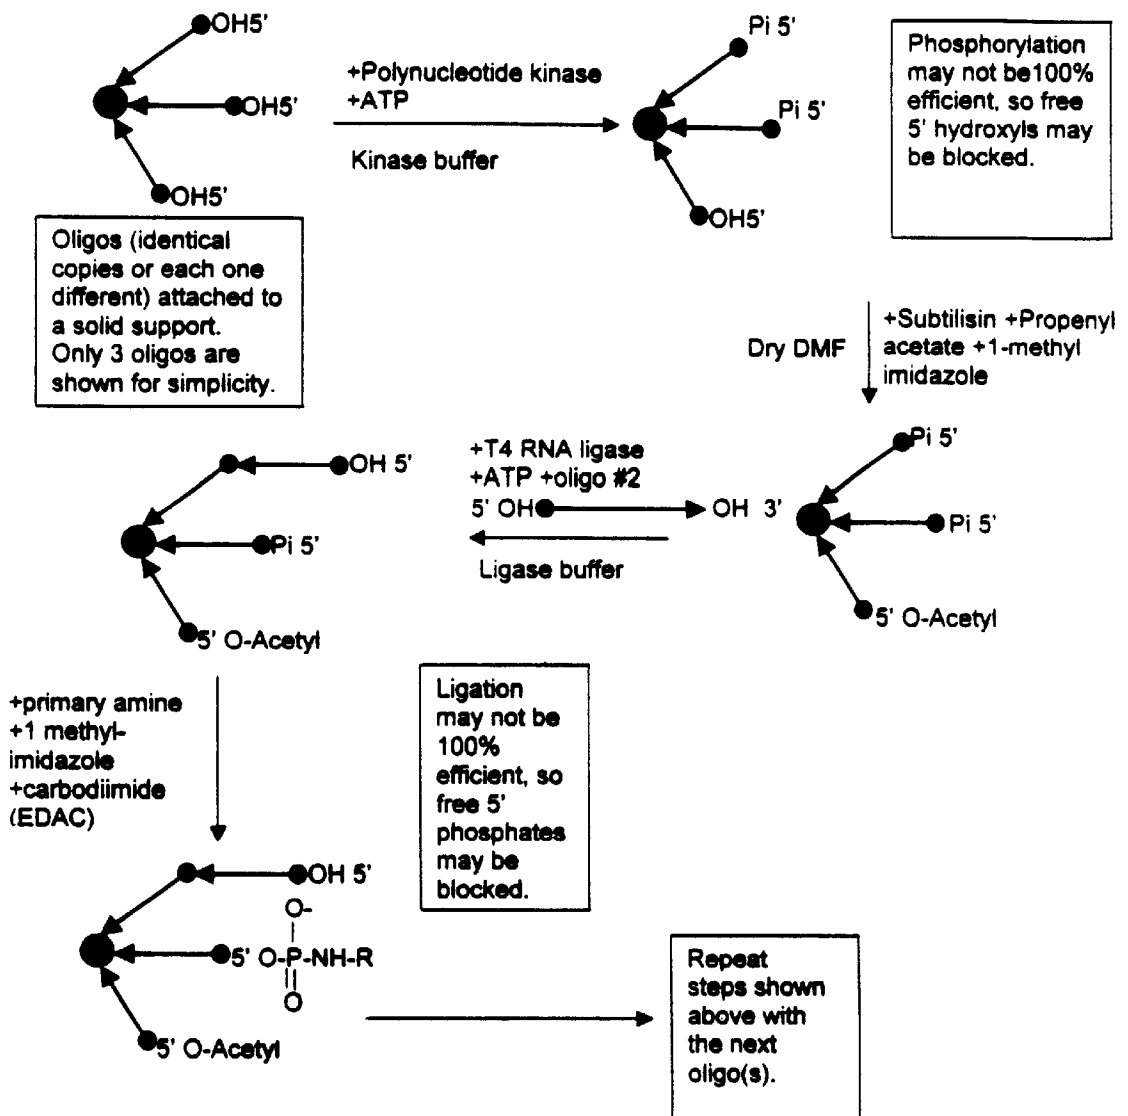 OH5'
OH5'
OH5'
+Polynucleotide kinase
+ATP
Kinase buffer
Pi 5'
Pi 5'
OH5'
Phosphorylation
may not be100%
efficient, so free
5' hydroxyls may
be blocked.
Oligos (identical
copies or each one
different) attached to
a solid support.
Only 3 oligos are
shown for simplicity.
Dry DMF
+Subtilisin +Propenyl
acetate +1-methyl
imidazole
Pi 5'
Pi 5'
5' O-Acetyl
+T4 RNA ligase
+ATP +oligo #2
5' OH
OH 3'
Ligase buffer
OH 5'
Pi 5'
5' O-Acetyl
+primary amine
+1 methyl-
imidazole
+carbodiimide
(EDAC)
Ligation
may not be
100%
efficient, so
free 5'
phosphates
may be
blocked.
OH 5'
O-
5' O-P-NH-R
O
5' O-Acetyl
Repeat
steps shown
above with
the next
oligo(s).